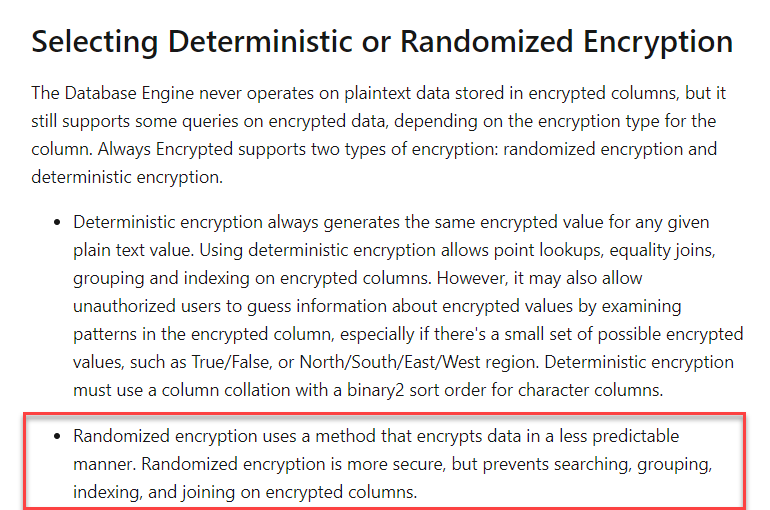 Selecting Deterministic or Randomized Encryption
The Database Engine never operates on plaintext data stored in encrypted columns, but it
still supports some queries on encrypted data, depending on the encryption type for the
column. Always Encrypted supports two types of encryption: randomized encryption and
deterministic encryption.
• Deterministic encryption always generates the same encrypted value for any given
plain text value. Using deterministic encryption allows point lookups, equality joins,
grouping and indexing on encrypted columns. However, it may also allow
unauthorized users to guess information about encrypted values by examining
patterns in the encrypted column, especially if there's a small set of possible encrypted
values, such as True/False, or North/South/East/West region. Deterministic encryption
must use a column collation with a binary2 sort order for character columns.
• Randomized encryption uses a method that encrypts data in a less predictable
manner. Randomized encryption is more secure, but prevents searching, grouping,
indexing, and joining on encrypted columns.